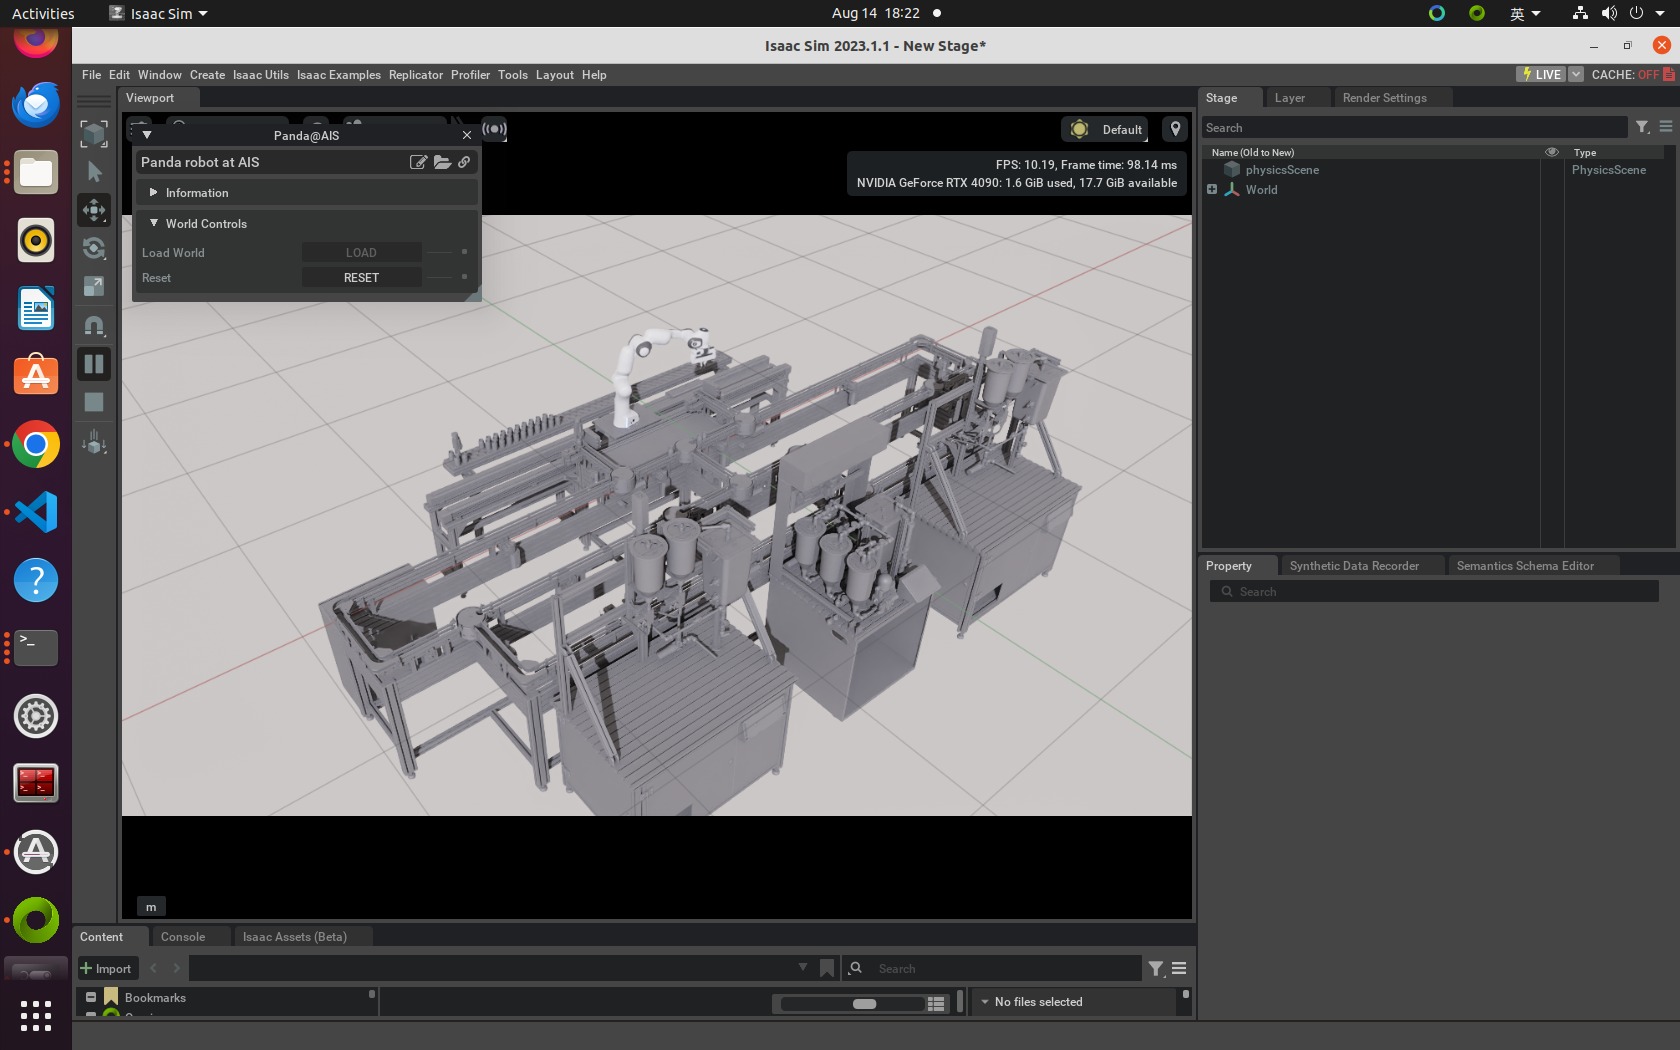 Activities
Isaac Sim
Aug 14 18:22
英
Isaac Sim 2023.1.1 - New Stage*
File Edit Window Create Isaac Utils Isaac Examples Replicator Profiler Tools Layout Help
LIVE
CACHE: OFF
Viewport
Panda@AIS
Panda robot at AIS
Information
World Controls
Load World LOAD
Reset RESET
Default
FPS: 10.19, Frame time: 98.14 ms
NVIDIA GeForce RTX 4090: 1.6 GiB used, 17.7 GiB available
m
Stage Layer Render Settings
Search
Name (Old to New) Type
physicsScene PhysicsScene
World
Property Synthetic Data Recorder Semantics Schema Editor
Search
Content Console Isaac Assets (Beta)
Import
Search
Bookmarks
No files selected